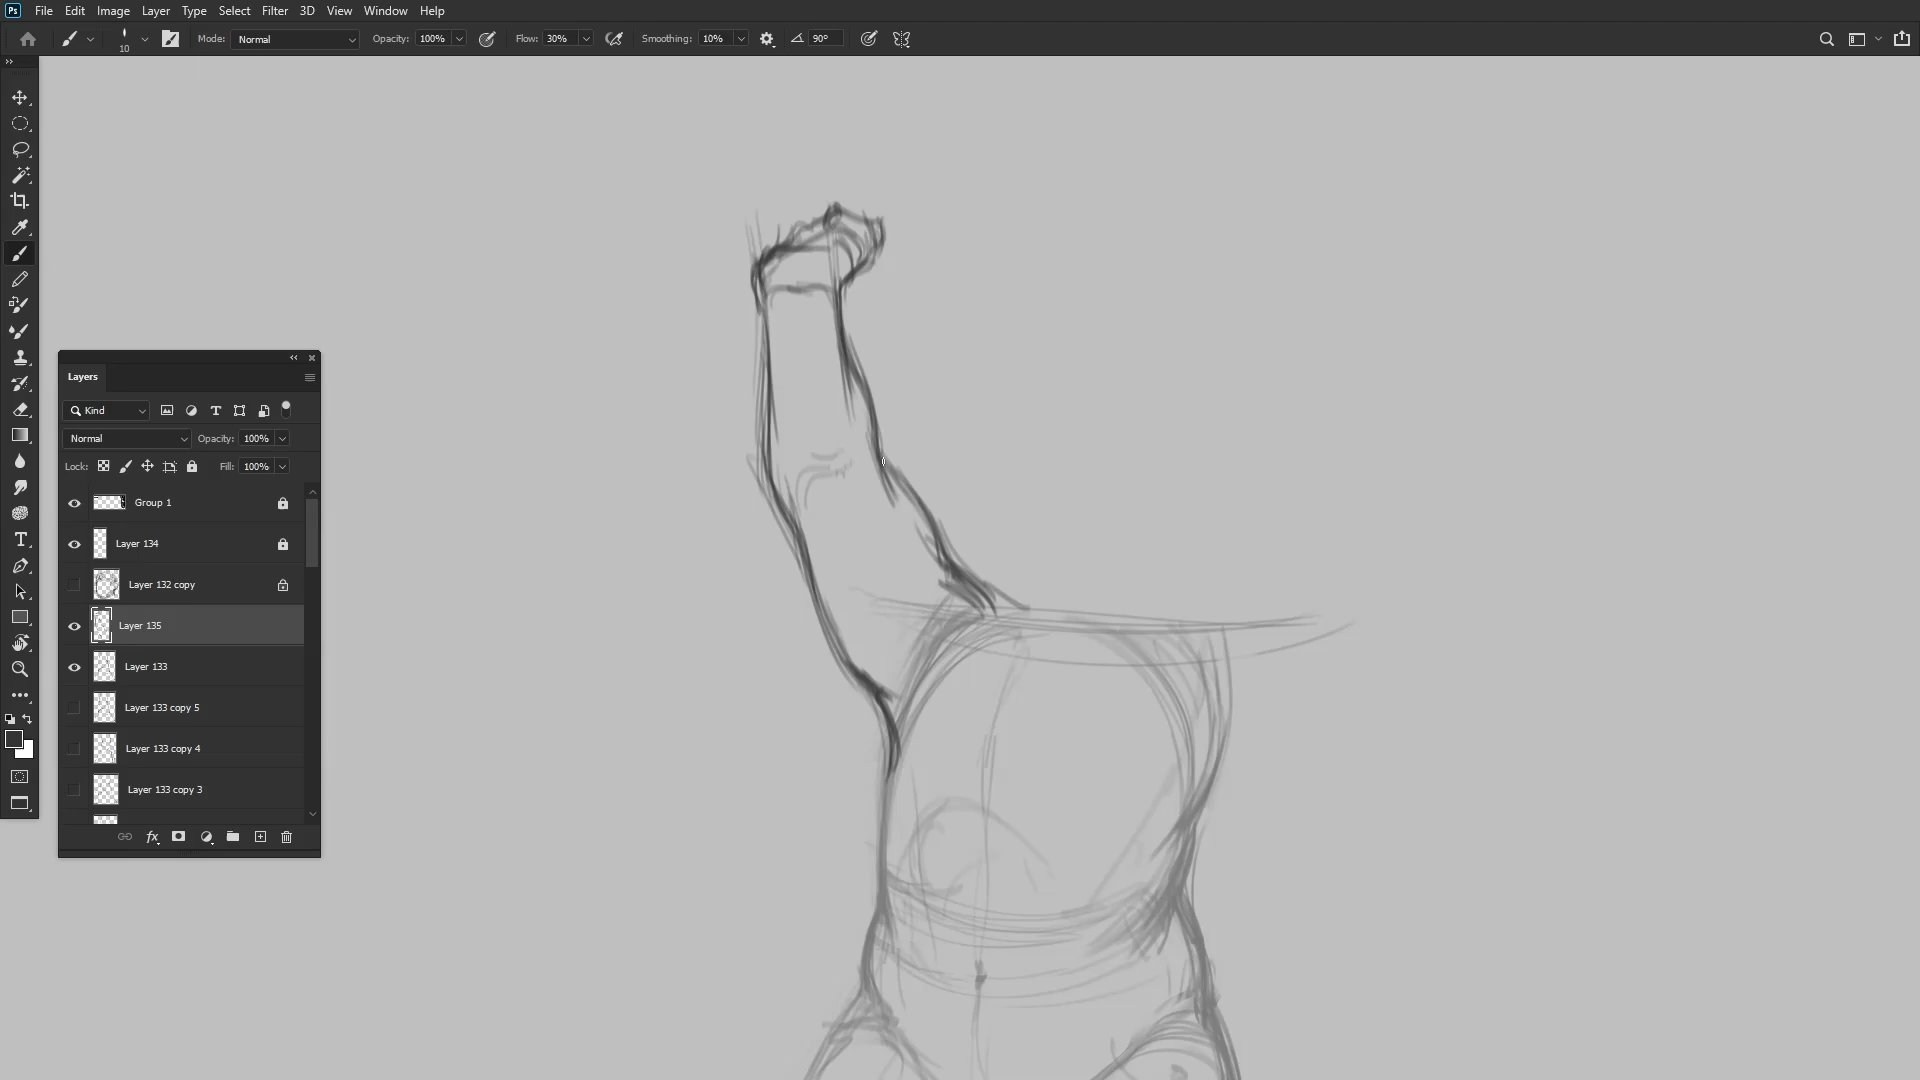 Ps File Edit Image Layer Type Select Filter 3D View Window Help
10 Mode: Normal Opacity: 100% Flow: 30% Smoothing: 10% 90°
Layers
Kind
Normal Opacity: 100%
Lock: Fill: 100%
Group 1
Layer 134
Layer 132 copy
Layer 135
Layer 133
Layer 133 copy 5
Layer 133 copy 4
Layer 133 copy 3
fx